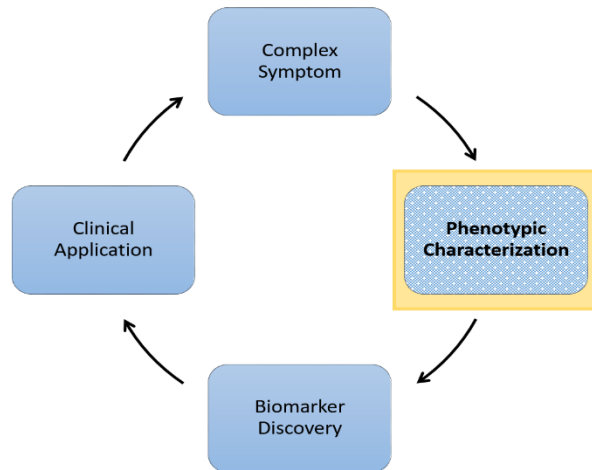 Complex
Symptom
Phenotypic
Characterization
Biomarker
Discovery
Clinical
Application